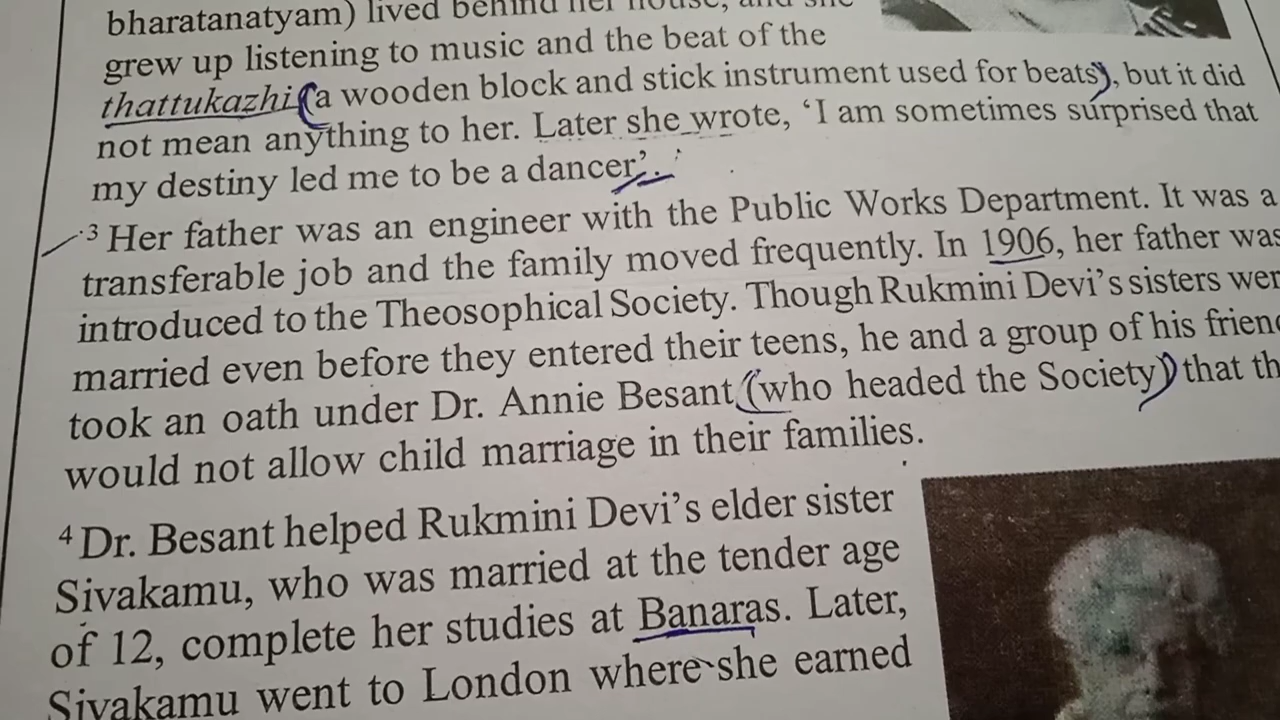 bharatanatyam) lived behind her house, and she
grew up listening to music and the beat of the
thattukazhi (a wooden block and stick instrument used for beats), but it did
not mean anything to her. Later she wrote, ‘I am sometimes surprised that
my destiny led me to be a dancer’.
3 Her father was an engineer with the Public Works Department. It was a
transferable job and the family moved frequently. In 1906, her father was
introduced to the Theosophical Society. Though Rukmini Devi’s sisters wer
married even before they entered their teens, he and a group of his friend
took an oath under Dr. Annie Besant (who headed the Society) that th
would not allow child marriage in their families.
4 Dr. Besant helped Rukmini Devi’s elder sister
Sivakamu, who was married at the tender age
of 12, complete her studies at Banaras. Later,
Sivakamu went to London where she earned